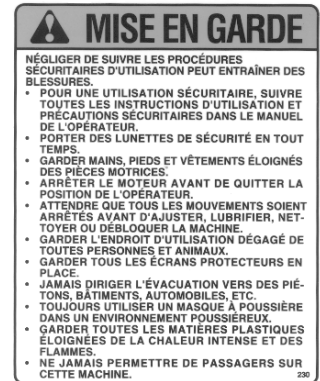 MISE EN GARDE
NÉGLIGER DE SUIVRE LES PROCÉDURES
SÉCURITAIRES D'UTILISATION PEUT ENTRAÎNER DES
BLESSURES.
• POUR UNE UTILISATION SÉCURITAIRE, SUIVRE
TOUTES LES INSTRUCTIONS D'UTILISATION ET
PRÉCAUTIONS SÉCURITAIRES DANS LE MANUEL
DE L'OPÉRATEUR.
• PORTER DES LUNETTES DE SÉCURITÉ EN TOUT
TEMPS.
• GARDER MAINS, PIEDS ET VÊTEMENTS ÉLOIGNÉS
DES PIÈCES MOTRICES.
• ARRÊTER LE MOTEUR AVANT DE QUITTER LA
POSITION DE L'OPÉRATEUR.
• ATTENDRE QUE TOUS LES MOUVEMENTS SOIENT
ARRÊTÉS AVANT D'AJUSTER, LUBRIFIER, NET-
TOYER OU DÉBLOQUER LA MACHINE.
• GARDER L'ENDROIT D'UTILISATION DÉGAGÉ DE
TOUTES PERSONNES ET ANIMAUX.
• GARDER TOUS LES ÉCRANS PROTECTEURS EN
PLACE.
• JAMAIS DIRIGER L'ÉVACUATION VERS DES PIÉ-
TONS, BÂTIMENTS, AUTOMOBILES, ETC.
• TOUJOURS UTILISER UN MASQUE À POUSSIÈRE
DANS UN ENVIRONNEMENT POUSSIÉREUX.
• GARDER TOUTES LES MATIÈRES PLASTIQUES
ÉLOIGNÉES DE LA CHALEUR INTENSE ET DES
FLAMMES.
• NE JAMAIS PERMETTRE DE PASSAGERS SUR
CETTE MACHINE. 230